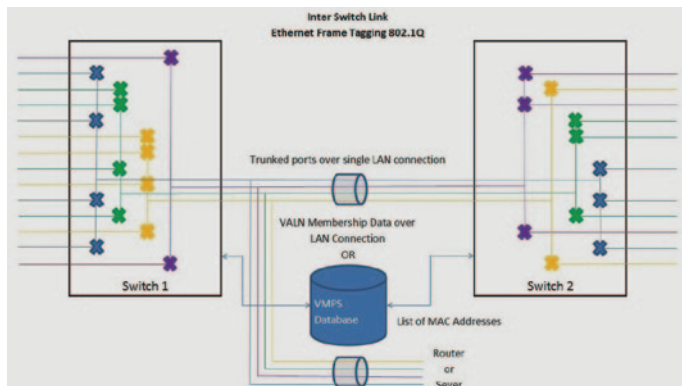 Inter Switch Link
Ethernet Frame Tagging 802.1Q
Trunked ports over single LAN connection
VALN Membership Data over
LAN Connection
OR
Switch 1
Switch 2
VMPS
Database
List of MAC Addresses
Router
or
Sever